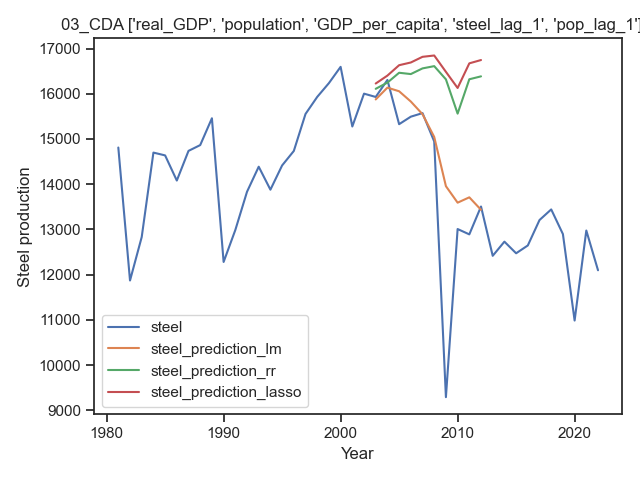 03_CDA ['real_GDP', 'population', 'GDP_per_capita', 'steel_lag_1', 'pop_lag_1']
17000
16000
15000
14000
13000
12000
11000
10000
9000
Steel production
steel
steel_prediction_lm
steel_prediction_rr
steel_prediction_lasso
1980
1990
2000
2010
2020
Year